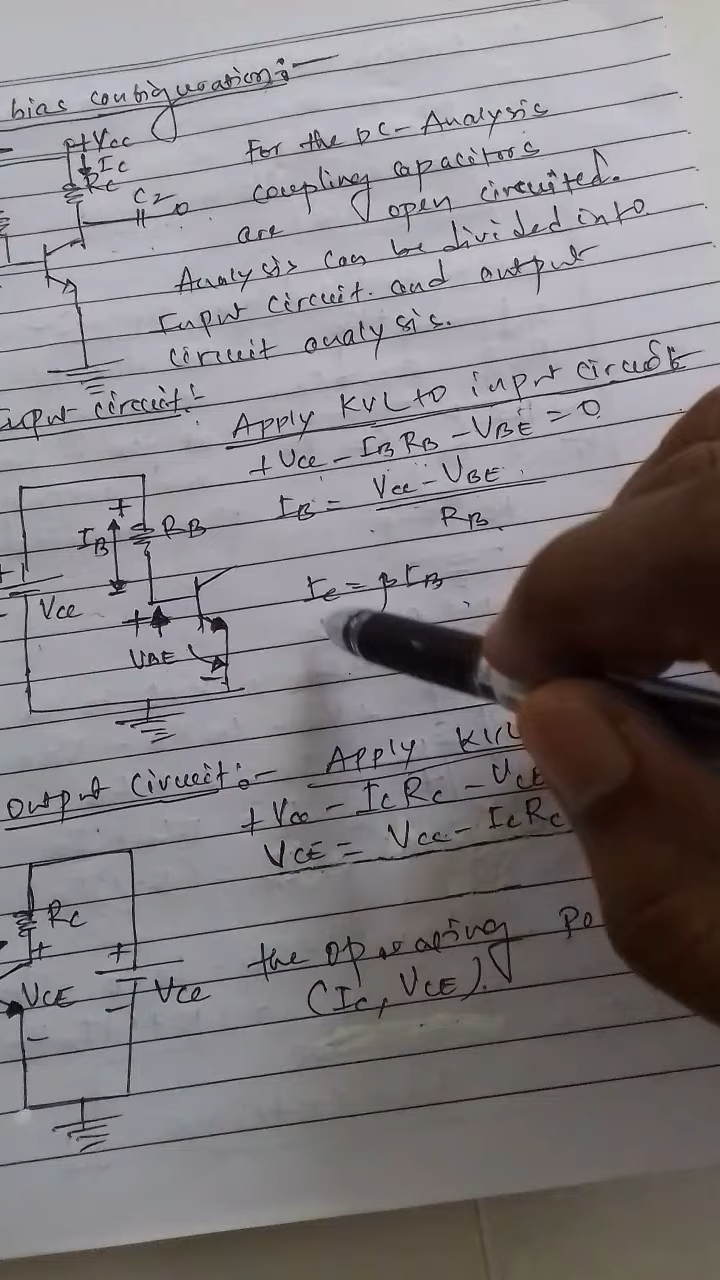 bias configuration:-
+Vcc
Ic
Rc
C2
For the DC-Analysis
coupling capacitors
are open circuited.
Analysis can be divided into
Input circuit and output
circuit analysis.
Input circuit:-
Apply KVL to input circuit
+Vcc - IB RB - VBE = 0
IB = Vcc - VBE
RB
IB
RB
+
Vcc
+
VBE
-
Ic = βIB
Output Circuit:-
Apply KVL
+Vcc - IcRc - VCE
VCE = Vcc - IcRc
Rc
+
VCE
-
+
Vcc
-
the operating Po
(Ic, VCE).